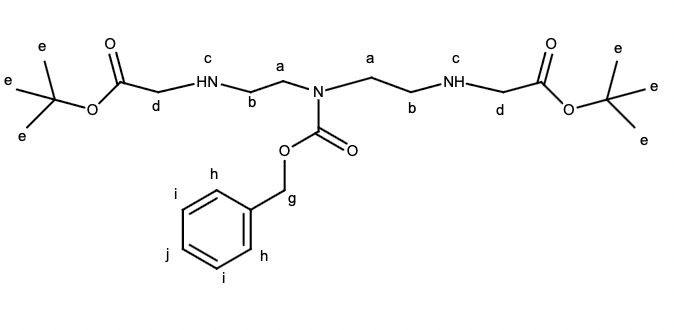 e O c a a c O e
e HN N NH e
O d b b d O
e e
O O
h
i g
j h
i